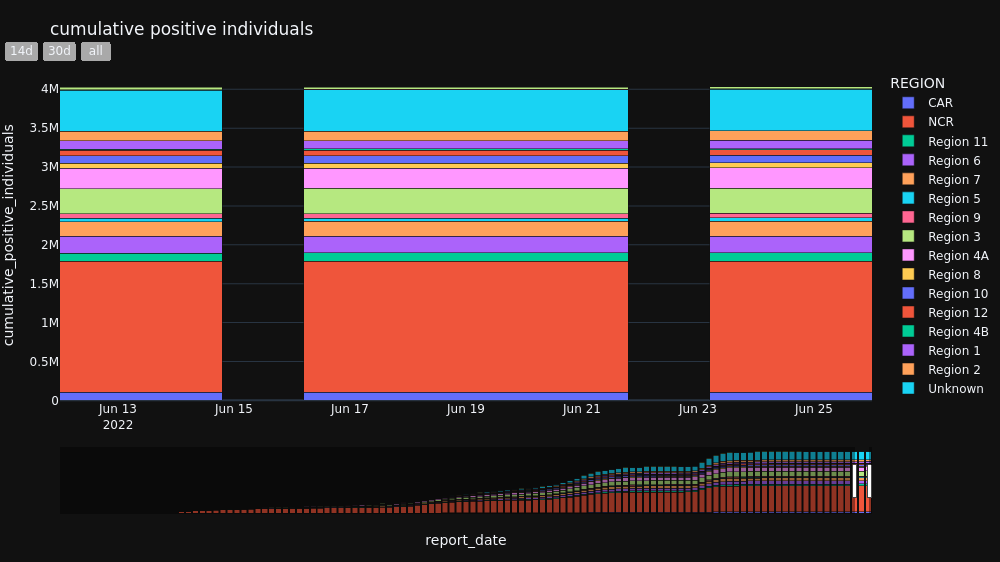 cumulative positive individuals
14d 30d all
cumulative_positive_individuals
4M
3.5M
3M
2.5M
2M
1.5M
1M
0.5M
0
Jun 13 Jun 15 Jun 17 Jun 19 Jun 21 Jun 23 Jun 25
2022
report_date
REGION
CAR
NCR
Region 11
Region 6
Region 7
Region 5
Region 9
Region 3
Region 4A
Region 8
Region 10
Region 12
Region 4B
Region 1
Region 2
Unknown